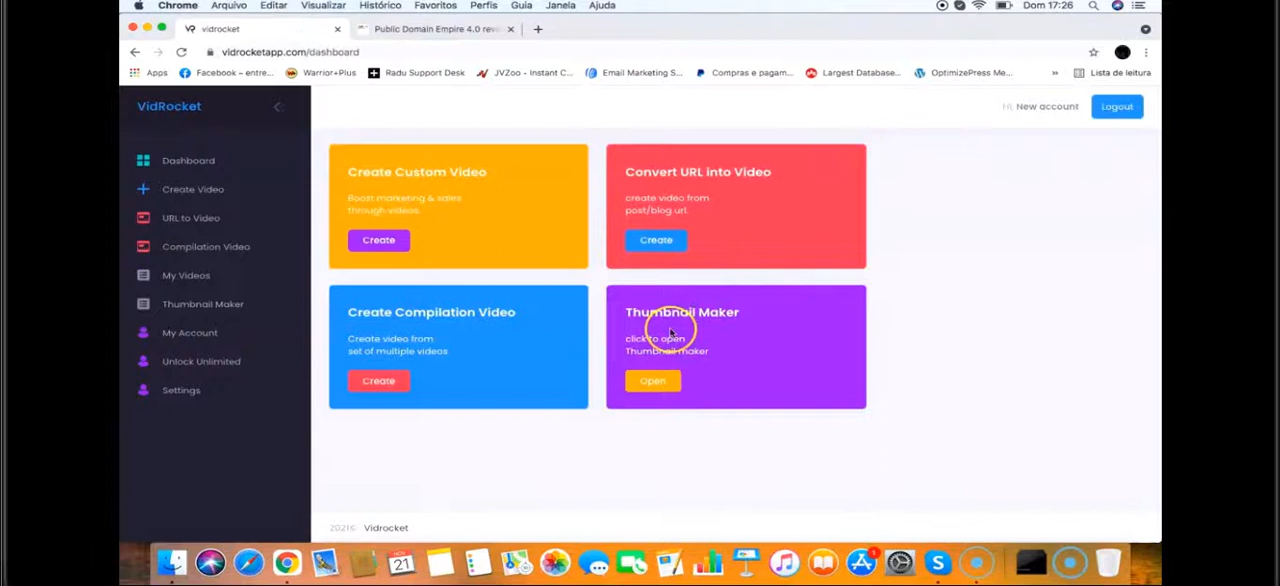 Chrome Arquivo Editar Visualizar Histórico Favoritos Perfis Guia Janela Ajuda Dom 17:26
vidrocket Public Domain Empire 4.0 rev
vidrocketapp.com/dashboard
Apps Facebook – entre... Warrior+Plus Radu Support Desk JVZoo - Instant C... Email Marketing S... Compras e pagam... Largest Database... OptimizePress Me... » Lista de leitura
VidRocket
Hi, New account Logout
Dashboard
Create Video
URL to Video
Compilation Video
My Videos
Thumbnail Maker
My Account
Unlock Unlimited
Settings
Create Custom Video
Boost marketing & sales
through videos.
Create
Convert URL into Video
create video from
post/blog url.
Create
Create Compilation Video
Create video from
set of multiple videos
Create
Thumbnail Maker
click to open
Thumbnail maker
Open
2021© Vidrocket
NOV
21
1